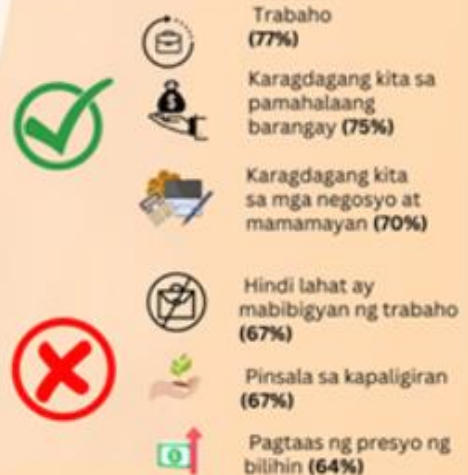 Trabaho
(77%)
Karagdagang kita sa
pamahalaang
barangay (75%)
Karagdagang kita
sa mga negosyo at
mamamayan (70%)
Hindi lahat ay
mabibigyan ng trabaho
(67%)
Pinsala sa kapaligiran
(67%)
Pagtaas ng presyo ng
bilihin (64%)